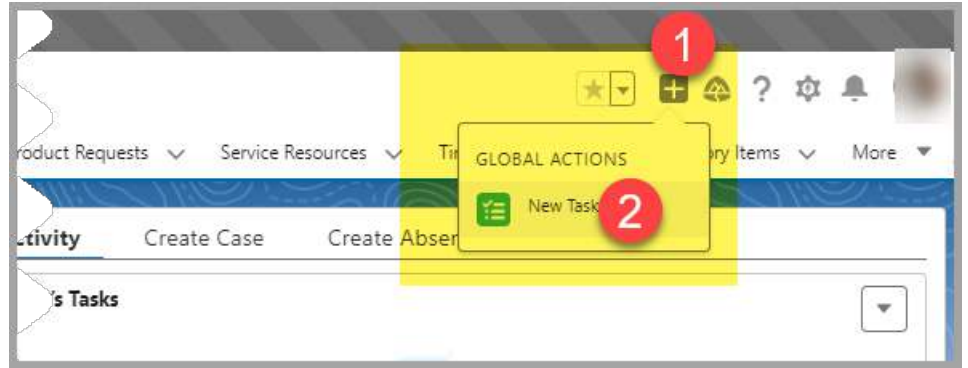 1
?
roduct Requests Service Resources Ti ory Items More
GLOBAL ACTIONS
New Task
2
ctivity Create Case Create Absen
's Tasks